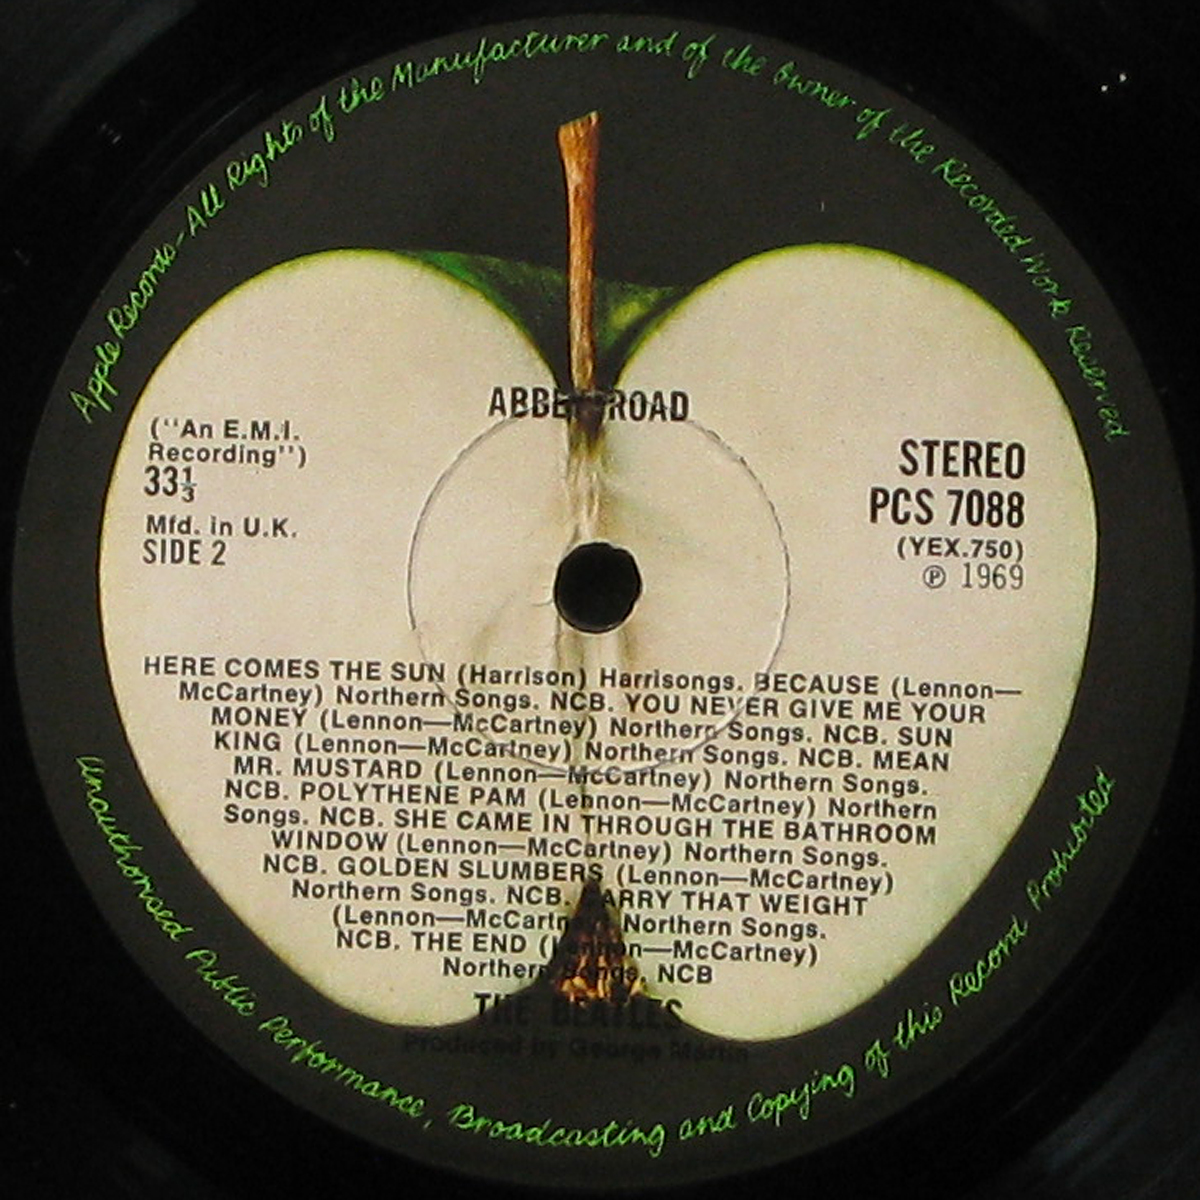 Apple Records-All Rights of the Manufacturer and of the Owner of the Recorded Work Reserved
ABBEY ROAD
("An E.M.I.
Recording")
33⅓
Mfd. in U.K.
SIDE 2
STEREO
PCS 7088
(YEX.750)
℗ 1969
HERE COMES THE SUN (Harrison) Harrisongs. BECAUSE (Lennon—
McCartney) Northern Songs. NCB. YOU NEVER GIVE ME YOUR
MONEY (Lennon—McCartney) Northern Songs. NCB. SUN
KING (Lennon—McCartney) Northern Songs. NCB. MEAN
MR. MUSTARD (Lennon—McCartney) Northern Songs.
NCB. POLYTHENE PAM (Lennon—McCartney) Northern
Songs. NCB. SHE CAME IN THROUGH THE BATHROOM
WINDOW (Lennon—McCartney) Northern Songs.
NCB. GOLDEN SLUMBERS (Lennon—McCartney)
Northern Songs. NCB. CARRY THAT WEIGHT
(Lennon—McCartney) Northern Songs.
NCB. THE END (Lennon—McCartney)
Northern Songs. NCB
THE BEATLES
Produced by George Martin
Unauthorised Public Performance, Broadcasting and Copying of this Record Prohibited